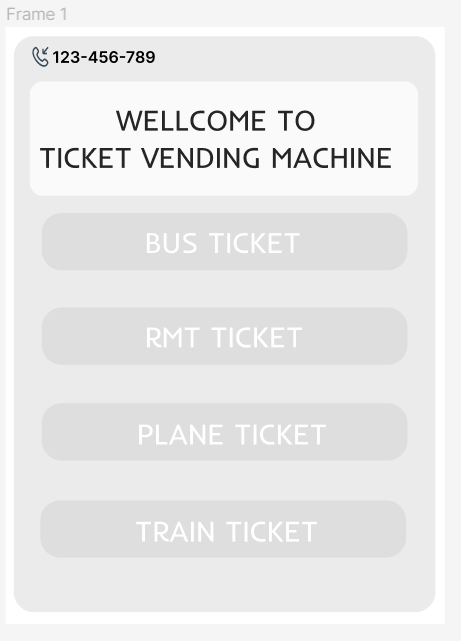 Frame 1
123-456-789
WELLCOME TO
TICKET VENDING MACHINE
BUS TICKET
RMT TICKET
PLANE TICKET
TRAIN TICKET